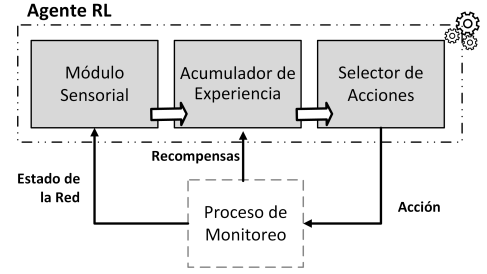 Agente RL
Módulo
Sensorial
Acumulador de
Experiencia
Selector de
Acciones
Recompensas
Estado de
la Red
Acción
Proceso de
Monitoreo